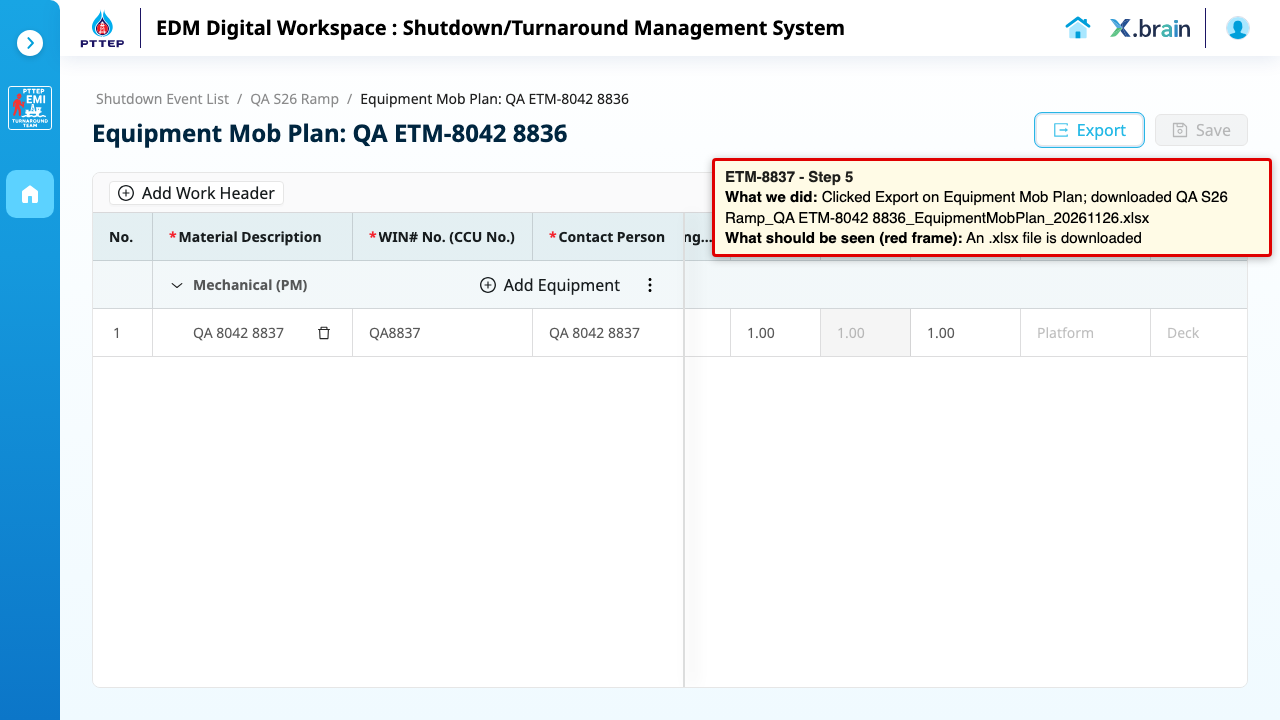 PTTEP
EDM Digital Workspace : Shutdown/Turnaround Management System
X.brain
PTTEP
EMI
TURNAROUND
TEAM
Shutdown Event List / QA S26 Ramp / Equipment Mob Plan: QA ETM-8042 8836
Equipment Mob Plan: QA ETM-8042 8836
Export
Save
ETM-8837 - Step 5
What we did: Clicked Export on Equipment Mob Plan; downloaded QA S26
Ramp_QA ETM-8042 8836_EquipmentMobPlan_20261126.xlsx
What should be seen (red frame): An .xlsx file is downloaded
Add Work Header
No. *Material Description *WIN# No. (CCU No.) *Contact Person ng...
Mechanical (PM) Add Equipment
1 QA 8042 8837 QA8837 QA 8042 8837 1.00 1.00 1.00 Platform Deck